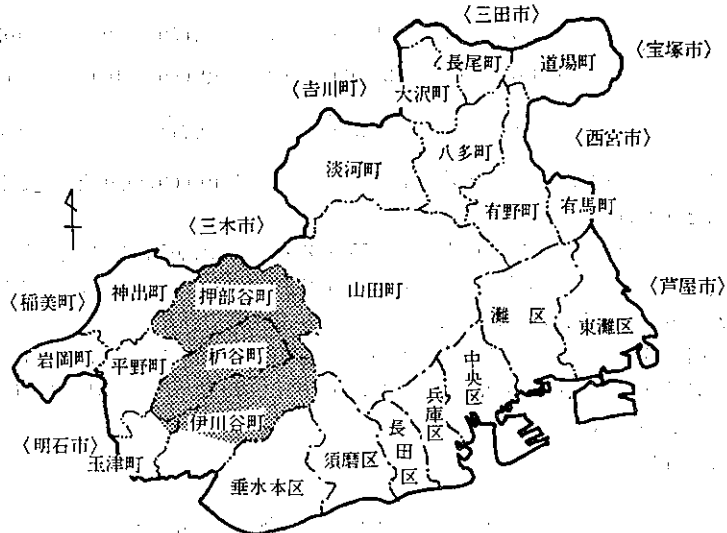 〈三田市〉
長尾町
道場町
〈宝塚市〉
大沢町
〈吉川町〉
八多町
〈西宮市〉
淡河町
有野町
有馬町
〈三木市〉
神出町
押部谷町
山田町
〈芦屋市〉
〈稲美町〉
灘区
東灘区
岩岡町
平野町
櫨谷町
中央区
兵庫区
伊川谷町
長田区
〈明石市〉
玉津町
須磨区
垂水本区